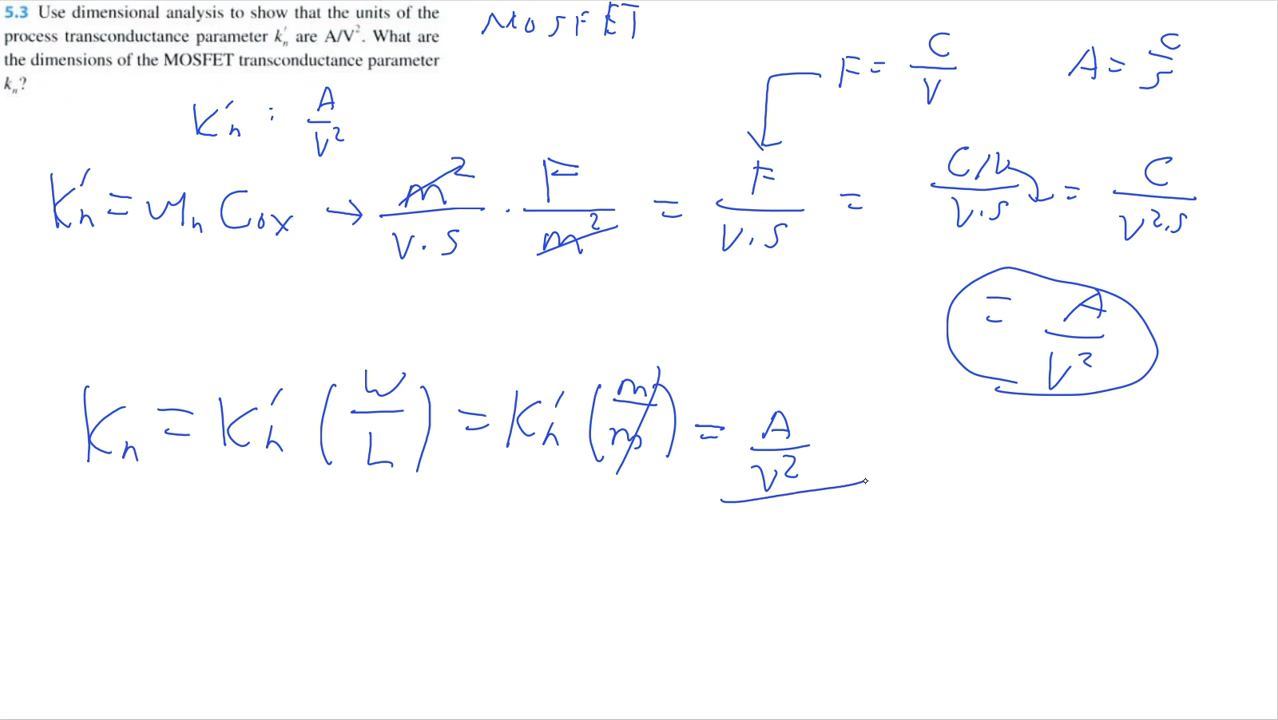 5.3 Use dimensional analysis to show that the units of the
process transconductance parameter k′ₙ are A/V². What are
the dimensions of the MOSFET transconductance parameter
kₙ?
MOSFET
F = C/V
A = C/s
K′n : A/V²
K′n = μn Cox → m²/V·s · F/m² = F/V·s = C/V/V·s = C/V²·s
= A/V²
Kn = K′n (W/L) = K′n (m/m) = A/V²